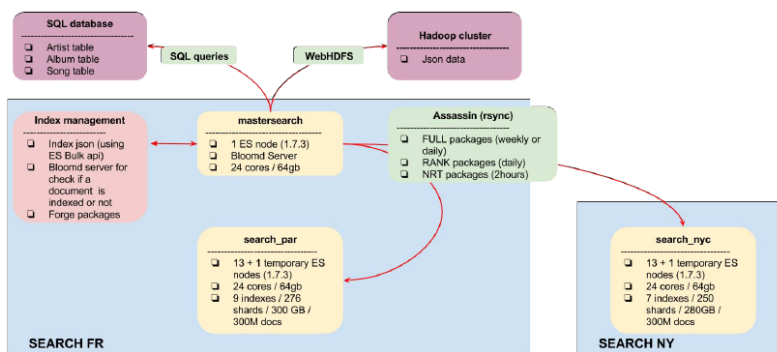 SQL database
------------------------------------
❏ Artist table
❏ Album table
❏ Song table
SQL queries
WebHDFS
Hadoop cluster
------------------------------------
❏ Json data
Index management
---------------------------
❏ Index json (using
ES Bulk api)
❏ Bloomd server for
check if a
document is
indexed or not
❏ Forge packages
mastersearch
------------------------------------
❏ 1 ES node (1.7.3)
❏ Bloomd Server
❏ 24 cores / 64gb
Assassin (rsync)
------------------------------------
❏ FULL packages (weekly or
daily)
❏ RANK packages (daily)
❏ NRT packages (2hours)
search_par
------------------------------------
❏ 13 + 1 temporary ES
nodes (1.7.3)
❏ 24 cores / 64gb
❏ 9 indexes / 276
shards / 300 GB /
300M docs
search_nyc
------------------------------------
❏ 13 + 1 temporary ES
nodes (1.7.3)
❏ 24 cores / 64gb
❏ 7 indexes / 250
shards / 280GB /
300M docs
SEARCH FR
SEARCH NY